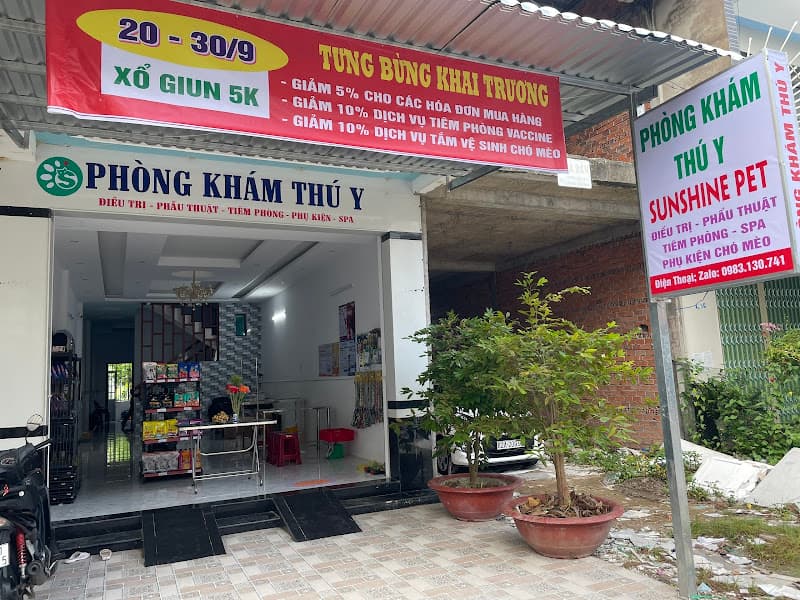 20 - 30/9
XỔ GIUN 5K
TƯNG BỪNG KHAI TRƯƠNG
- GIẢM 5% CHO CÁC HÓA ĐƠN MUA HÀNG
- GIẢM 10% DỊCH VỤ TIÊM PHÒNG VACCINE
- GIẢM 10% DỊCH VỤ TẮM VỆ SINH CHÓ MÈO
PHÒNG KHÁM THÚ Y
ĐIỀU TRỊ - PHẪU THUẬT - TIÊM PHÒNG - PHỤ KIỆN - SPA
PHÒNG KHÁM
THÚ Y
SUNSHINE PET
ĐIỀU TRỊ - PHẪU THUẬT
TIÊM PHÒNG - SPA
PHỤ KIỆN CHÓ MÈO
Điện Thoại; Zalo: 0983.130.741
PHÒNG KHÁM THÚ Y